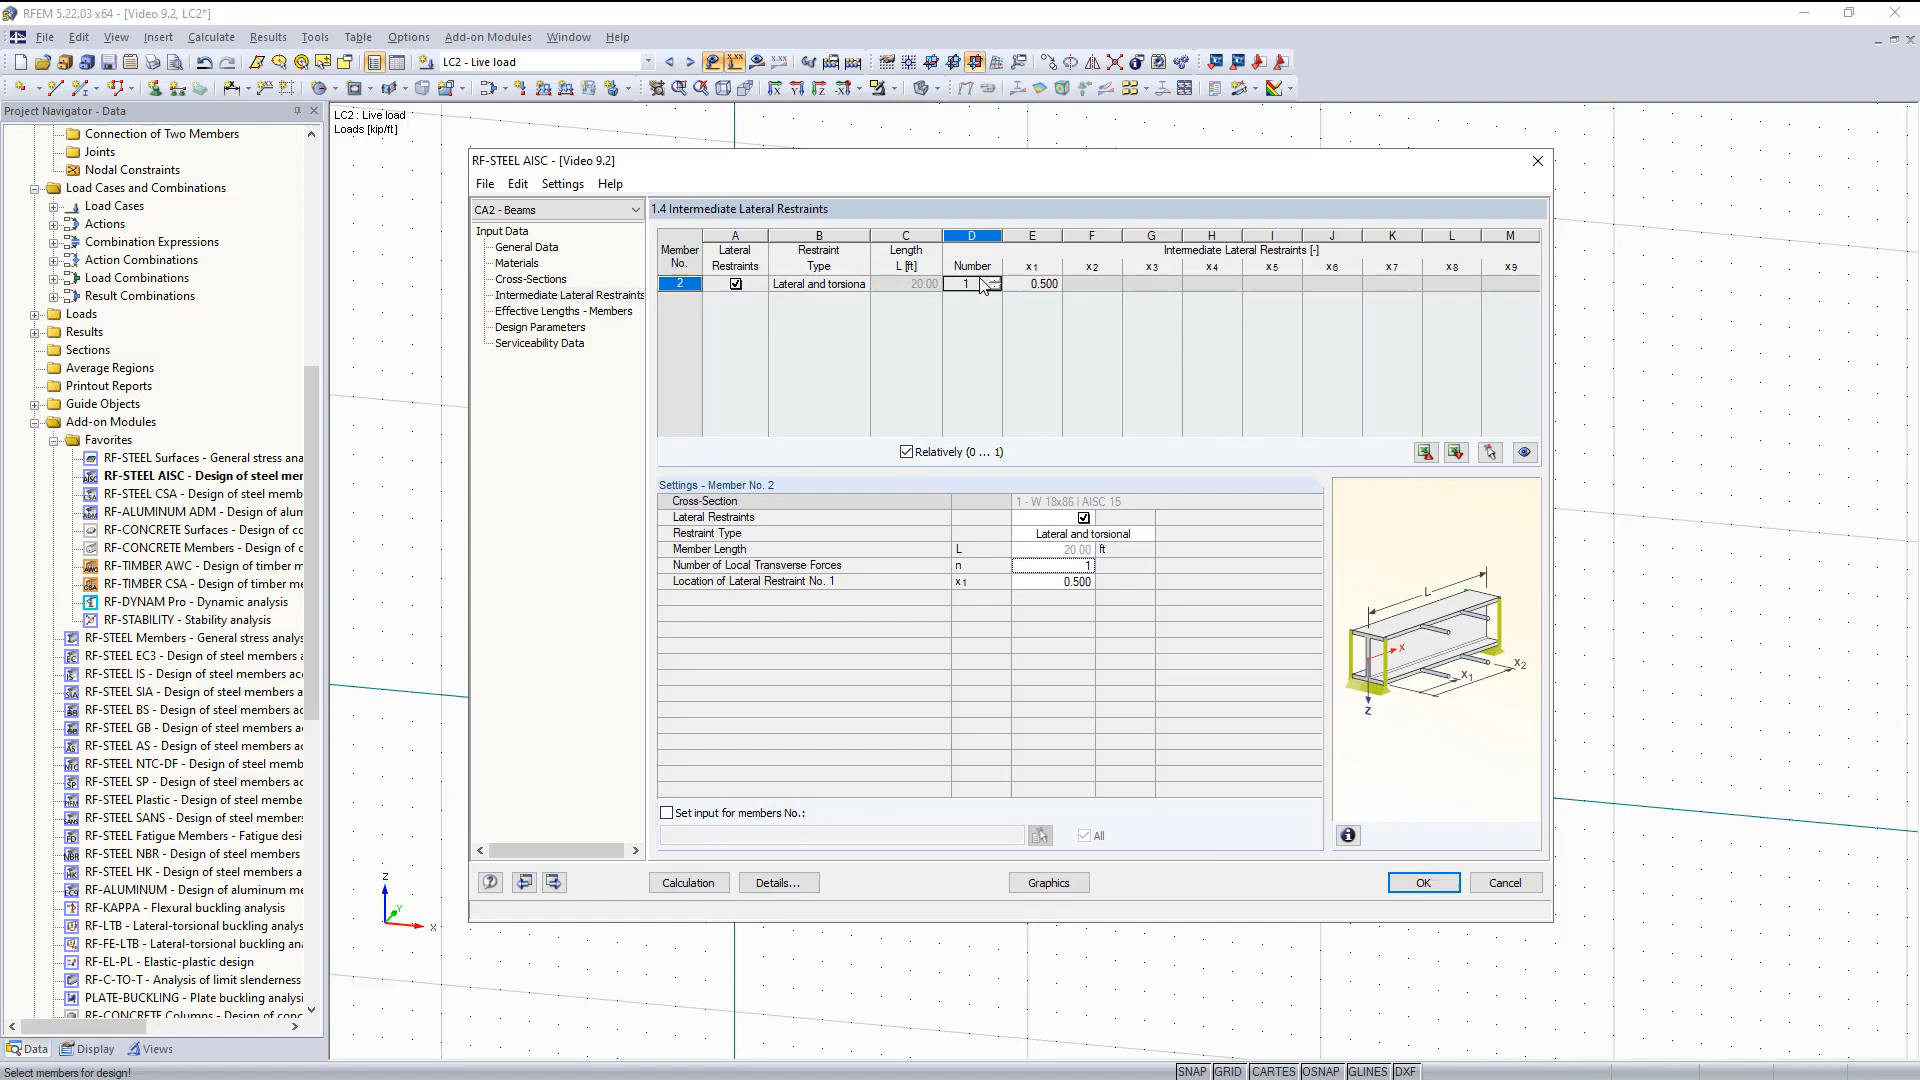 RFEM 5.22.03 x64 - [Video 9.2, LC2*]
File Edit View Insert Calculate Results Tools Table Options Add-on Modules Window Help
LC2 - Live load
Project Navigator - Data
Connection of Two Members
Joints
Nodal Constraints
Load Cases and Combinations
Load Cases
Actions
Combination Expressions
Action Combinations
Load Combinations
Result Combinations
Loads
Results
Sections
Average Regions
Printout Reports
Guide Objects
Add-on Modules
Favorites
RF-STEEL Surfaces - General stress ana
RF-STEEL AISC - Design of steel mem
RF-STEEL CSA - Design of steel memb
RF-ALUMINUM ADM - Design of alum
RF-CONCRETE Surfaces - Design of co
RF-CONCRETE Members - Design of c
RF-TIMBER AWC - Design of timber m
RF-TIMBER CSA - Design of timber me
RF-DYNAM Pro - Dynamic analysis
RF-STABILITY - Stability analysis
RF-STEEL Members - General stress analys
RF-STEEL EC3 - Design of steel members a
RF-STEEL IS - Design of steel members acc
RF-STEEL SIA - Design of steel members a
RF-STEEL BS - Design of steel members ac
RF-STEEL GB - Design of steel members ac
RF-STEEL AS - Design of steel members ac
RF-STEEL NTC-DF - Design of steel memb
RF-STEEL SP - Design of steel members ac
RF-STEEL Plastic - Design of steel membe
RF-STEEL SANS - Design of steel members
RF-STEEL Fatigue Members - Fatigue desi
RF-STEEL NBR - Design of steel members
RF-STEEL HK - Design of steel members ac
RF-ALUMINUM - Design of aluminum me
RF-KAPPA - Flexural buckling analysis
RF-LTB - Lateral-torsional buckling analys
RF-FE-LTB - Lateral-torsional buckling ana
RF-EL-PL - Elastic-plastic design
RF-C-TO-T - Analysis of limit slenderness
PLATE-BUCKLING - Plate buckling analysi
RF-CONCRETE Columns - Design of conc
Data Display Views
Select members for design!
LC2 : Live load
Loads [kip/ft]
Z
Y
X
RF-STEEL AISC - [Video 9.2]
File Edit Settings Help
CA2 - Beams
Input Data
General Data
Materials
Cross-Sections
Intermediate Lateral Restraints
Effective Lengths - Members
Design Parameters
Serviceability Data
1.4 Intermediate Lateral Restraints
A B C D E F G H I J K L M
Member Lateral Restraint Length Intermediate Lateral Restraints [-]
No. Restraints Type L [ft] Number x1 x2 x3 x4 x5 x6 x7 x8 x9
2 Lateral and torsiona 20.00 1 0.500
Relatively (0 ... 1)
Settings - Member No. 2
Cross-Section 1 - W 18x86 | AISC 15
Lateral Restraints
Restraint Type Lateral and torsional
Member Length L 20.00 ft
Number of Local Transverse Forces n 1
Location of Lateral Restraint No. 1 x1 0.500
L
x
x2
x1
z
Set input for members No.:
All
Calculation Details... Graphics OK Cancel
SNAP GRID CARTES OSNAP GLINES DXF